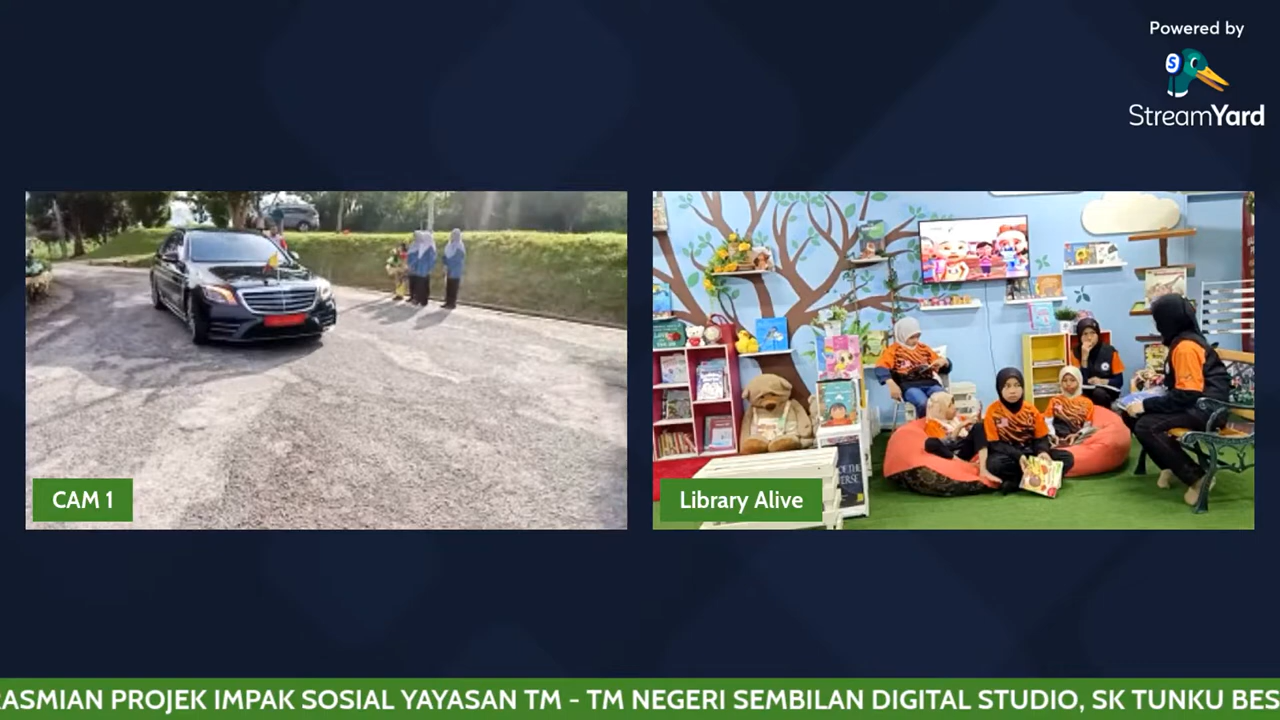 Powered by
StreamYard
CAM 1
Library Alive
RASMIAN PROJEK IMPAK SOSIAL YAYASAN TM – TM NEGERI SEMBILAN DIGITAL STUDIO, SK TUNKU BES